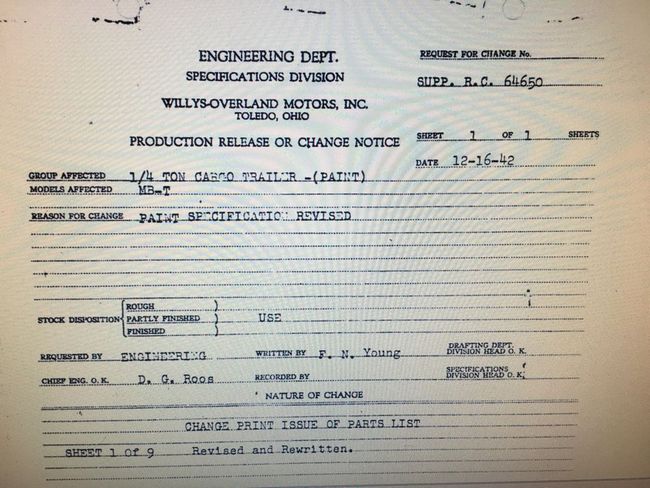 ENGINEERING DEPT.
SPECIFICATIONS DIVISION
WILLYS-OVERLAND MOTORS, INC.
TOLEDO, OHIO
PRODUCTION RELEASE OR CHANGE NOTICE
REQUEST FOR CHANGE No.
SUPP. R.C. 64650
SHEET 1 OF 1 SHEETS
DATE 12-16-42
GROUP AFFECTED 1/4 TON CARGO TRAILER -(PAINT)
MODELS AFFECTED MB-T
REASON FOR CHANGE PAINT SPECIFICATION REVISED
STOCK DISPOSITION
ROUGH
PARTLY FINISHED
FINISHED
USE
REQUESTED BY ENGINEERING WRITTEN BY F. N. Young DRAFTING DEPT. DIVISION HEAD O. K.
CHIEF ENG. O. K. D. G. Roos RECORDED BY SPECIFICATIONS DIVISION HEAD O. K.
NATURE OF CHANGE
CHANGE PRINT ISSUE OF PARTS LIST
SHEET 1 Of 9 Revised and Rewritten.